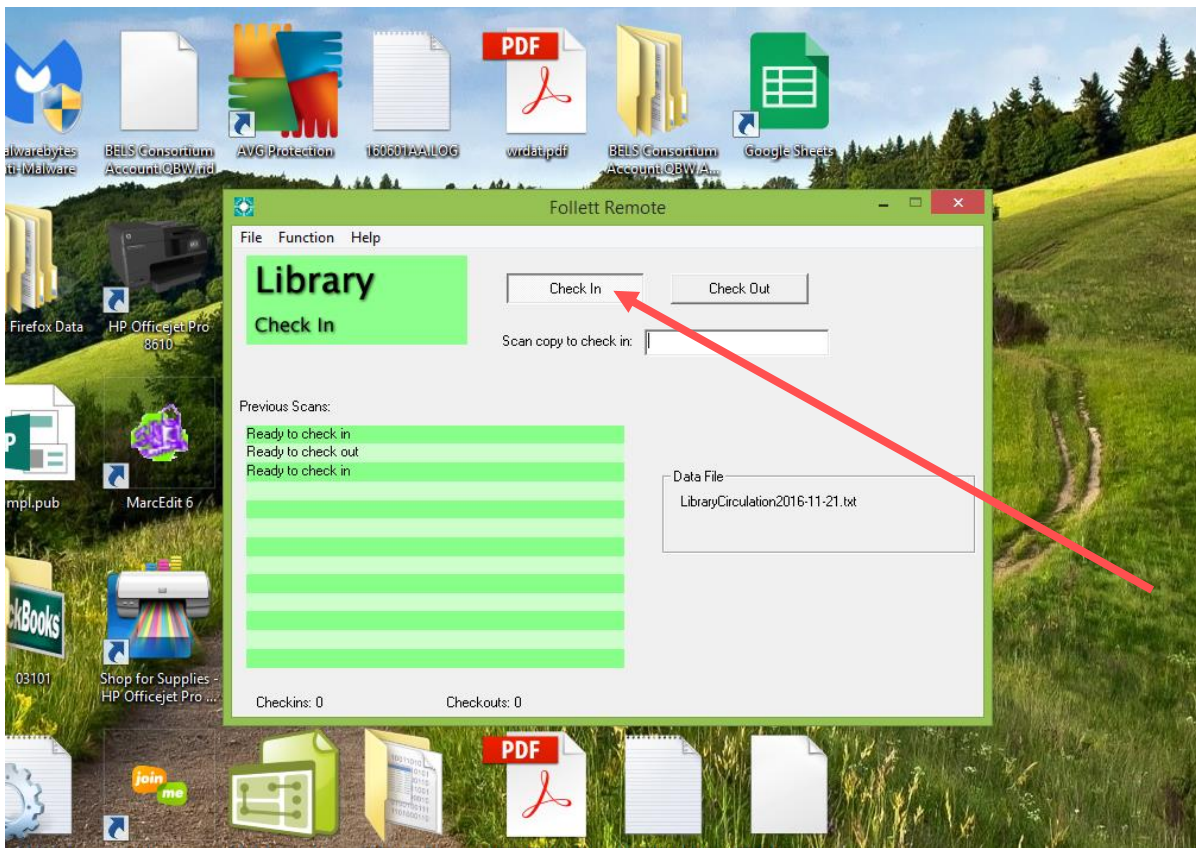 PDF
BELS Consortium
Account.QBW.nd
AVG Protection
160601AA.LOG
wrdat.pdf
BELS Consortium
Account.QBW.A...
Google Sheets
Follett Remote
File Function Help
Library
Check In
Check In
Check Out
Scan copy to check in:
Previous Scans:
Ready to check in
Ready to check out
Ready to check in
Data File
LibraryCirculation2016-11-21.txt
Checkins: 0
Checkouts: 0
Firefox Data
HP Officejet Pro
8610
mpl.pub
MarcEdit 6
kBooks
03101
Shop for Supplies -
HP Officejet Pro ...
join
me
PDF